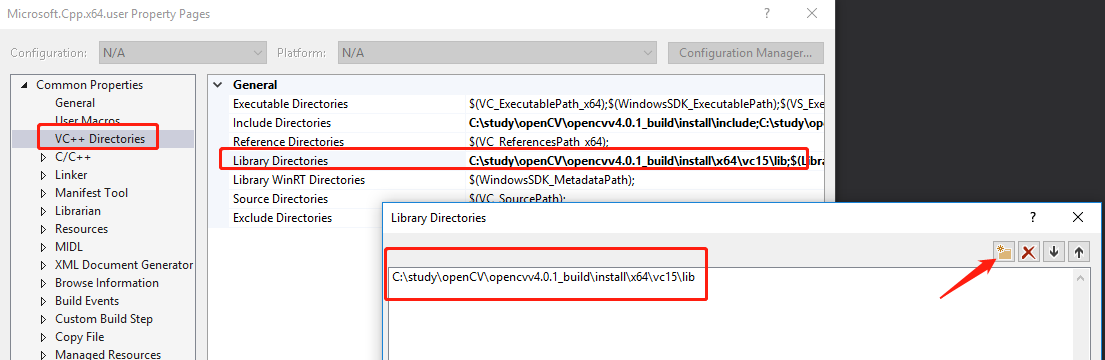 Microsoft.Cpp.x64.user Property Pages
?
Configuration: N/A Platform: N/A Configuration Manager...
Common Properties
General
User Macros
VC++ Directories
C/C++
Linker
Manifest Tool
Librarian
Resources
MIDL
XML Document Generator
Browse Information
Build Events
Custom Build Step
Copy File
Managed Resources
General
Executable Directories $(VC_ExecutablePath_x64);$(WindowsSDK_ExecutablePath);$(VS_Exe
Include Directories C:\study\openCV\opencvv4.0.1_build\install\include;C:\study\o
Reference Directories $(VC_ReferencesPath_x64);
Library Directories C:\study\openCV\opencvv4.0.1_build\install\x64\vc15\lib;$(Libra
Library WinRT Directories $(WindowsSDK_MetadataPath);
Source Directories $(VC_SourcePath);
Exclude Directories
Library Directories
?
C:\study\openCV\opencvv4.0.1_build\install\x64\vc15\lib